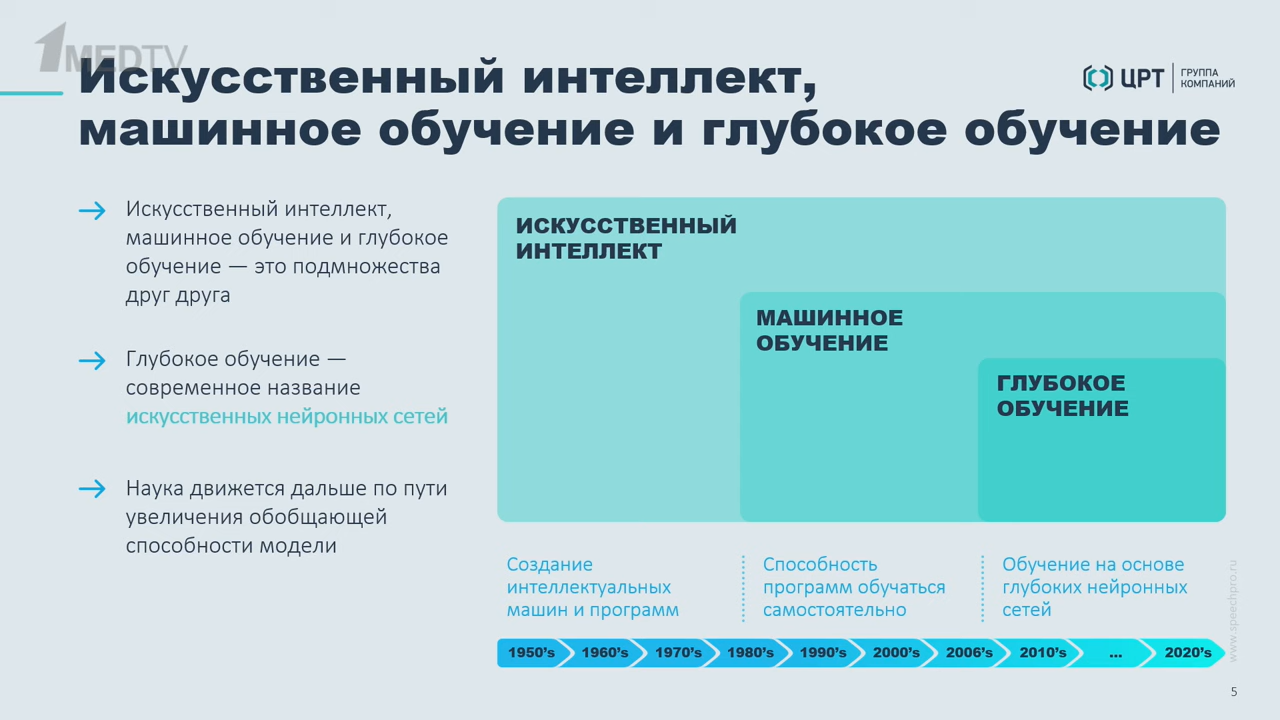 1MEDTV
Искусственный интеллект,
машинное обучение и глубокое обучение
ЦРТ
ГРУППА
КОМПАНИЙ
Искусственный интеллект,
машинное обучение и глубокое
обучение — это подмножества
друг друга
Глубокое обучение —
современное название
искусственных нейронных сетей
Наука движется дальше по пути
увеличения обобщающей
способности модели
ИСКУССТВЕННЫЙ
ИНТЕЛЛЕКТ
МАШИННОЕ
ОБУЧЕНИЕ
ГЛУБОКОЕ
ОБУЧЕНИЕ
Создание
интеллектуальных
машин и программ
Способность
программ обучаться
самостоятельно
Обучение на основе
глубоких нейронных
сетей
1950’s 1960’s 1970’s 1980’s 1990’s 2000’s 2006’s 2010’s ... 2020’s
www.speechpro.ru
5